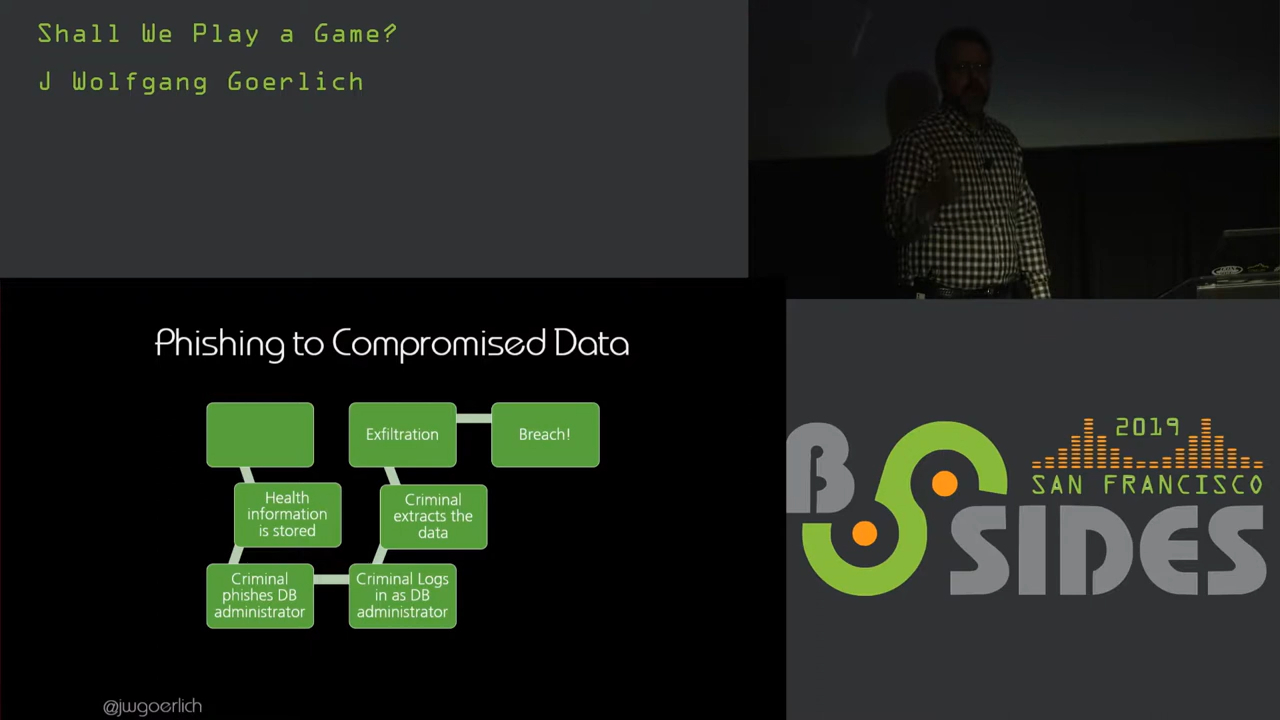 Shall We Play a Game?
J Wolfgang Goerlich
Phishing to Compromised Data
Health
information
is stored
Criminal
phishes DB
administrator
Criminal Logs
in as DB
administrator
Criminal
extracts the
data
Exfiltration
Breach!
@jwgoerlich
2019
SAN FRANCISCO
B
SIDES